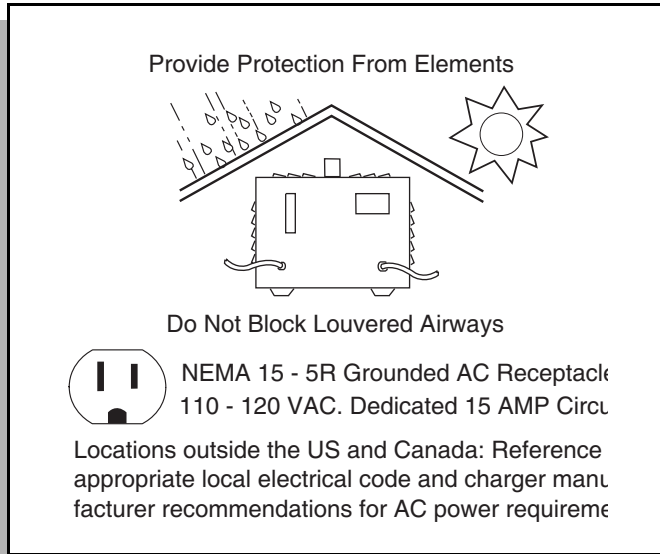 Provide Protection From Elements
Do Not Block Louvered Airways
NEMA 15 - 5R Grounded AC Receptacle
110 - 120 VAC. Dedicated 15 AMP Circu
Locations outside the US and Canada: Reference
appropriate local electrical code and charger manu
facturer recommendations for AC power requireme